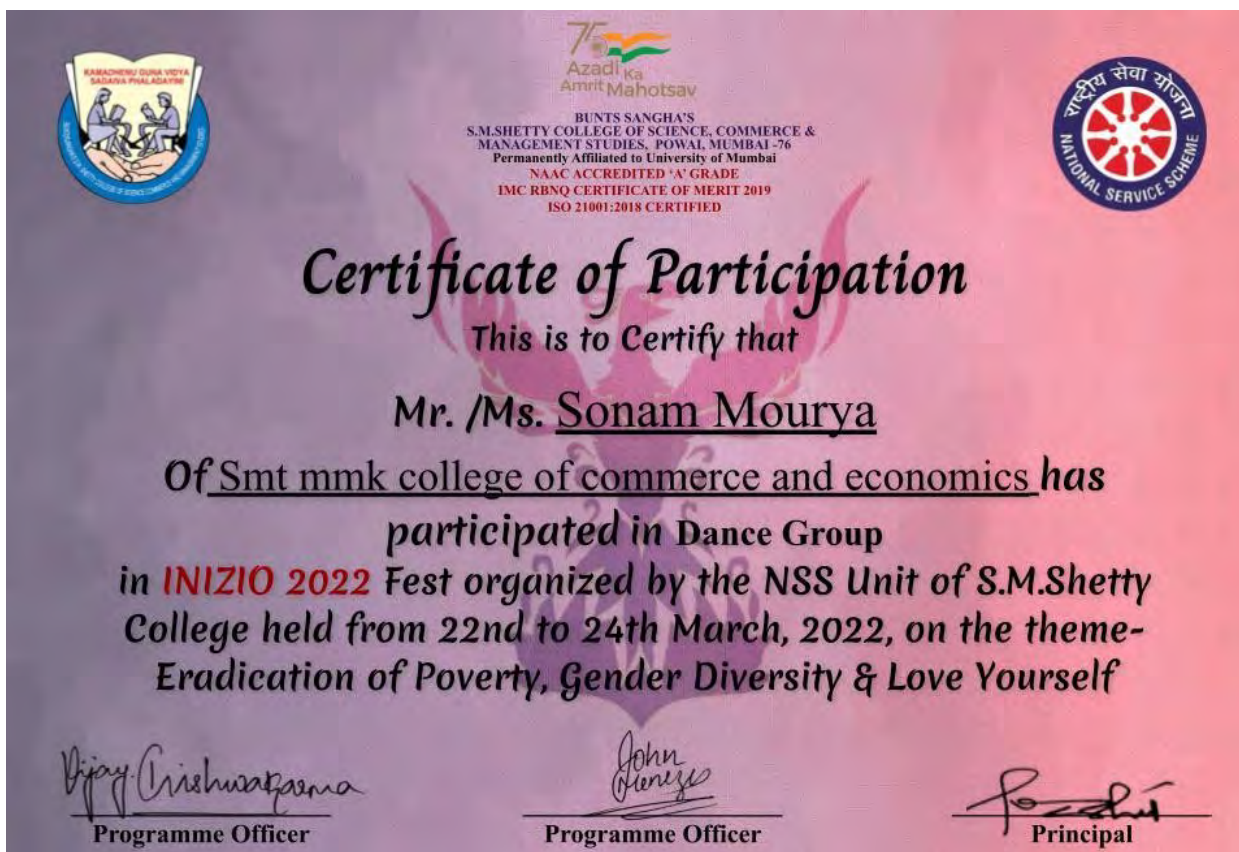 KAMADHENU GUHA VIDYA
SADAIVA PHALADAYINI
75
Azadi Ka
Amrit Mahotsav
राष्ट्रीय सेवा योजना
NATIONAL SERVICE SCHEME
BUNTS SANGHA'S
S.M.SHETTY COLLEGE OF SCIENCE, COMMERCE &
MANAGEMENT STUDIES, POWAI, MUMBAI -76
Permanently Affiliated to University of Mumbai
NAAC ACCREDITED 'A' GRADE
IMC RBNQ CERTIFICATE OF MERIT 2019
ISO 21001:2018 CERTIFIED
Certificate of Participation
This is to Certify that
Mr. /Ms. Sonam Mourya
Of Smt mmk college of commerce and economics has
participated in Dance Group
in INIZIO 2022 Fest organized by the NSS Unit of S.M.Shetty
College held from 22nd to 24th March, 2022, on the theme-
Eradication of Poverty, Gender Diversity & Love Yourself
Vijay. Vishwakarma
John
Menezes
Programme Officer
Programme Officer
Principal